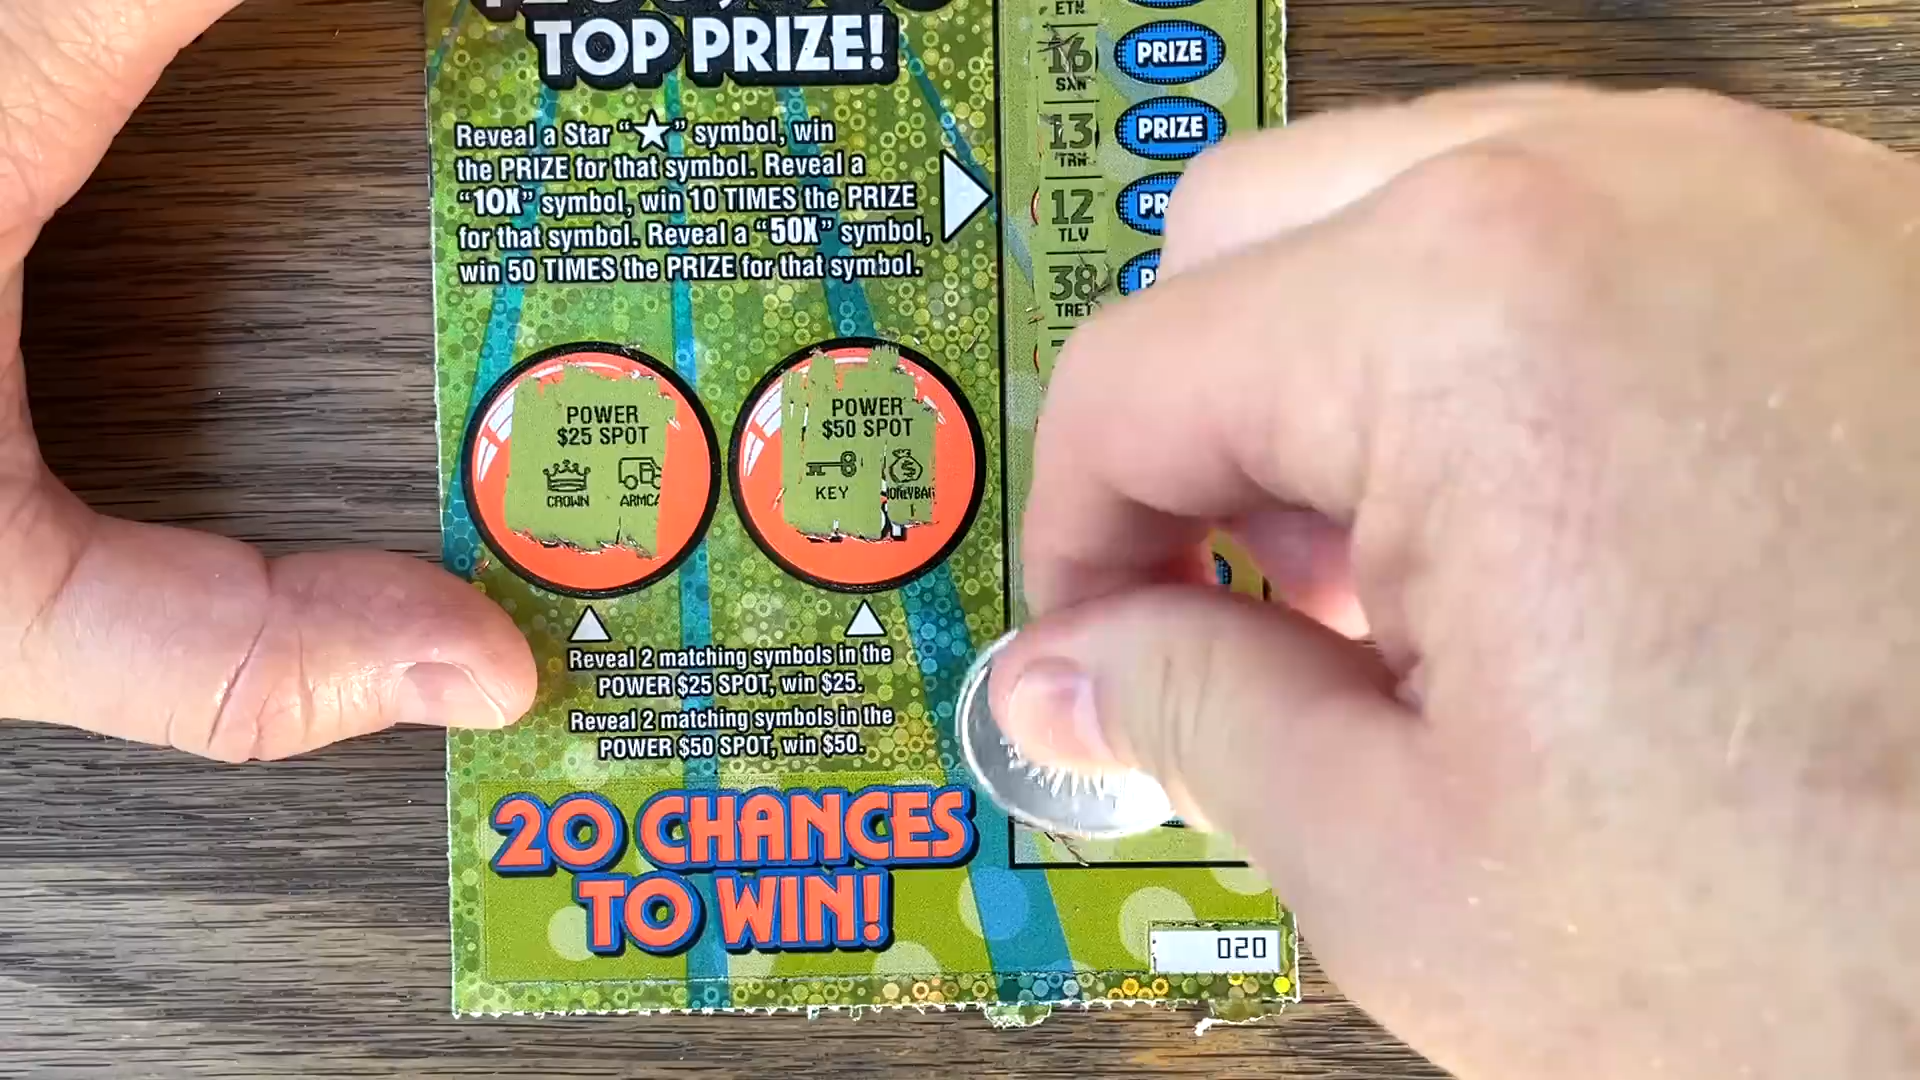 TOP PRIZE!
Reveal a Star “★” symbol, win
the PRIZE for that symbol. Reveal a
“10X” symbol, win 10 TIMES the PRIZE
for that symbol. Reveal a “50X” symbol,
win 50 TIMES the PRIZE for that symbol.
POWER
$25 SPOT
CROWN ARMCA
POWER
$50 SPOT
KEY MONEYBAG
Reveal 2 matching symbols in the
POWER $25 SPOT, win $25.
Reveal 2 matching symbols in the
POWER $50 SPOT, win $50.
20 CHANCES
TO WIN!
ETN
16 PRIZE
SXN
13 PRIZE
TRN
12 PR
TLV
38 P
TRET
020